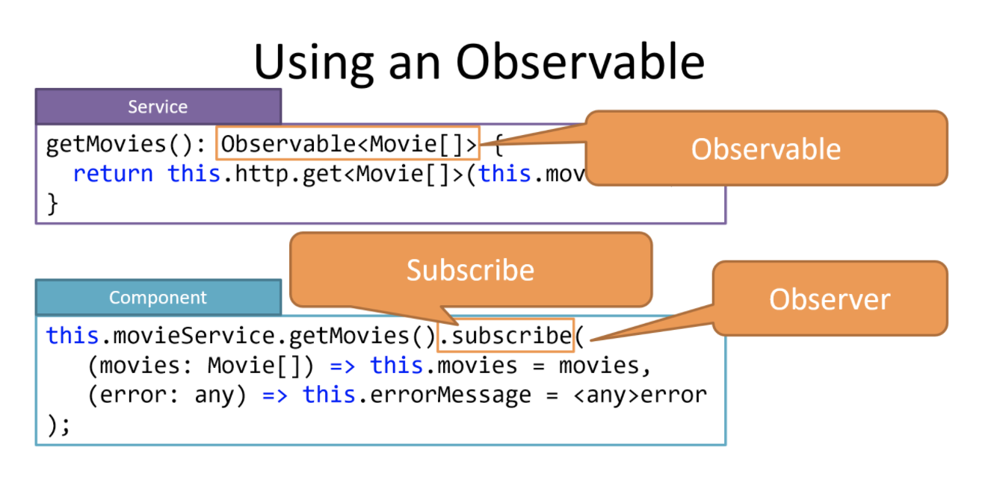 Using an Observable
Service
getMovies(): Observable<Movie[]> {
return this.http.get<Movie[]>(this.mov
}
Observable
Subscribe
Observer
Component
this.movieService.getMovies().subscribe(
(movies: Movie[]) => this.movies = movies,
(error: any) => this.errorMessage = <any>error
);